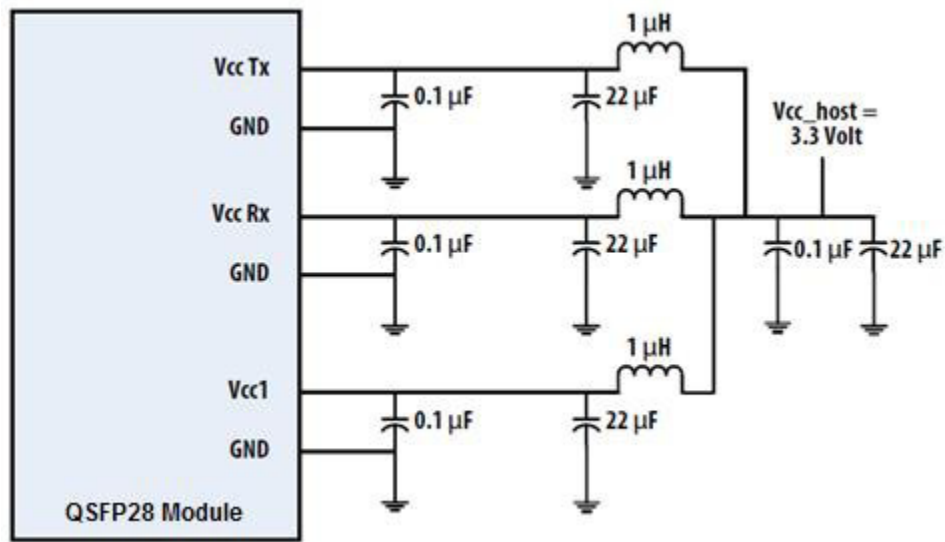 1 μH
Vcc Tx
0.1 μF
22 μF
Vcc_host =
3.3 Volt
GND
1 μH
Vcc Rx
0.1 μF
22 μF
0.1 μF
22 μF
GND
1 μH
Vcc1
0.1 μF
22 μF
GND
QSFP28 Module